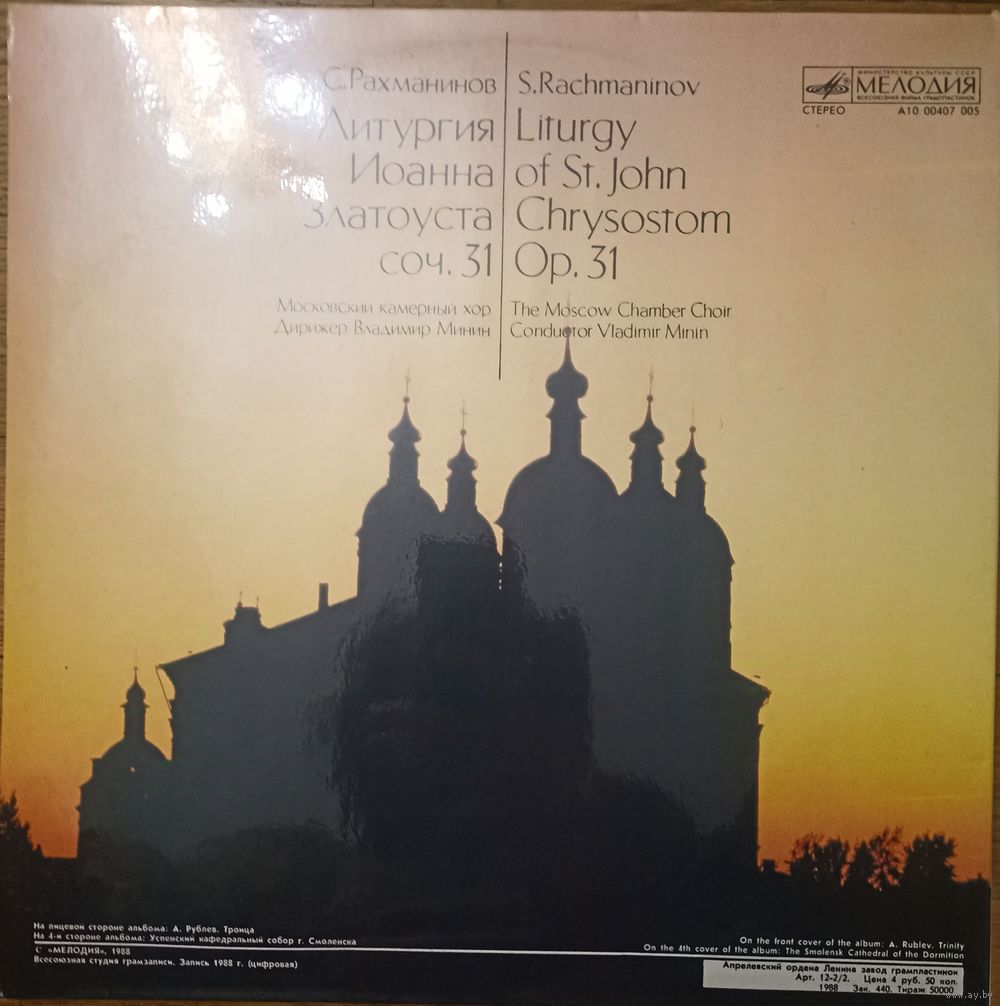 С.Рахманинов
Литургия
Иоанна
Златоуста
соч. 31
Московский камерный хор
Дирижер Владимир Минин
S.Rachmaninov
Liturgy
of St. John
Chrysostom
Op. 31
The Moscow Chamber Choir
Conductor Vladimir Minin
МИНИСТЕРСТВО КУЛЬТУРЫ СССР
МЕЛОДИЯ
ВСЕСОЮЗНАЯ ФИРМА ГРАМПЛАСТИНОК
СТЕРЕО А10 00407 005
На лицевой стороне альбома: А. Рублев. Троица
На 4-й стороне альбома: Успенский кафедральный собор г. Смоленска
С «МЕЛОДИЯ», 1988
Всесоюзная студия грамзаписи. Запись 1988 г. (цифровая)
On the front cover of the album: A. Rublev. Trinity
On the 4th cover of the album: The Smolensk Cathedral of the Dormition
Апрелевский ордена Ленина завод грампластинок
Арт. 12-2/2. Цена 4 руб. 50 коп.
1988 Зак. 440. Тираж 50000
www.ay.by